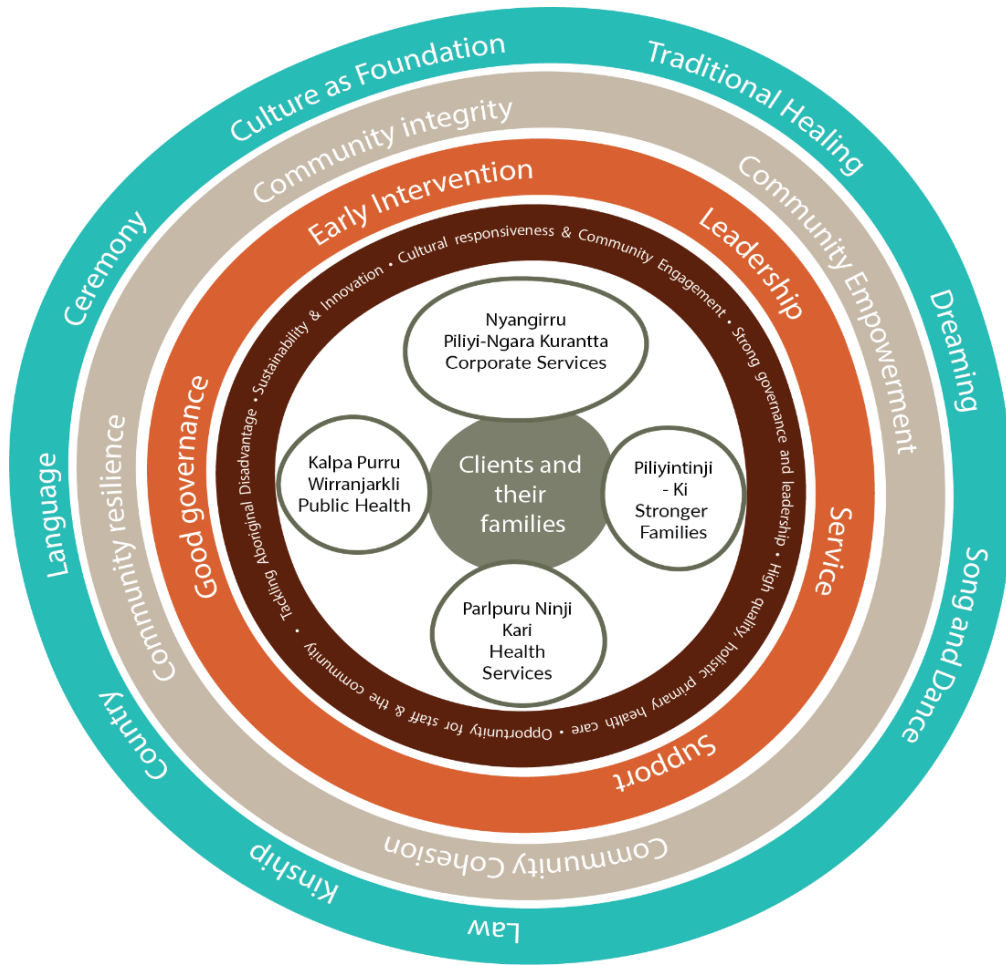 Culture as Foundation
Traditional Healing
Dreaming
Song and Dance
Law
Kinship
Country
Language
Ceremony
Community integrity
Community Empowerment
Community Cohesion
Community resilience
Early Intervention
Leadership
Service
Support
Good governance
• Cultural responsiveness & Community Engagement • Strong governance and leadership • High quality, holistic primary health care • Opportunity for staff & the community • Tackling Aboriginal Disadvantage • Sustainability & Innovation
Nyangirru
Piliyi-Ngara Kurantta
Corporate Services
Kalpa Purru
Wirranjarkli
Public Health
Clients and
their
families
Piliyintinji
- Ki
Stronger
Families
Parlpuru Ninji
Kari
Health
Services